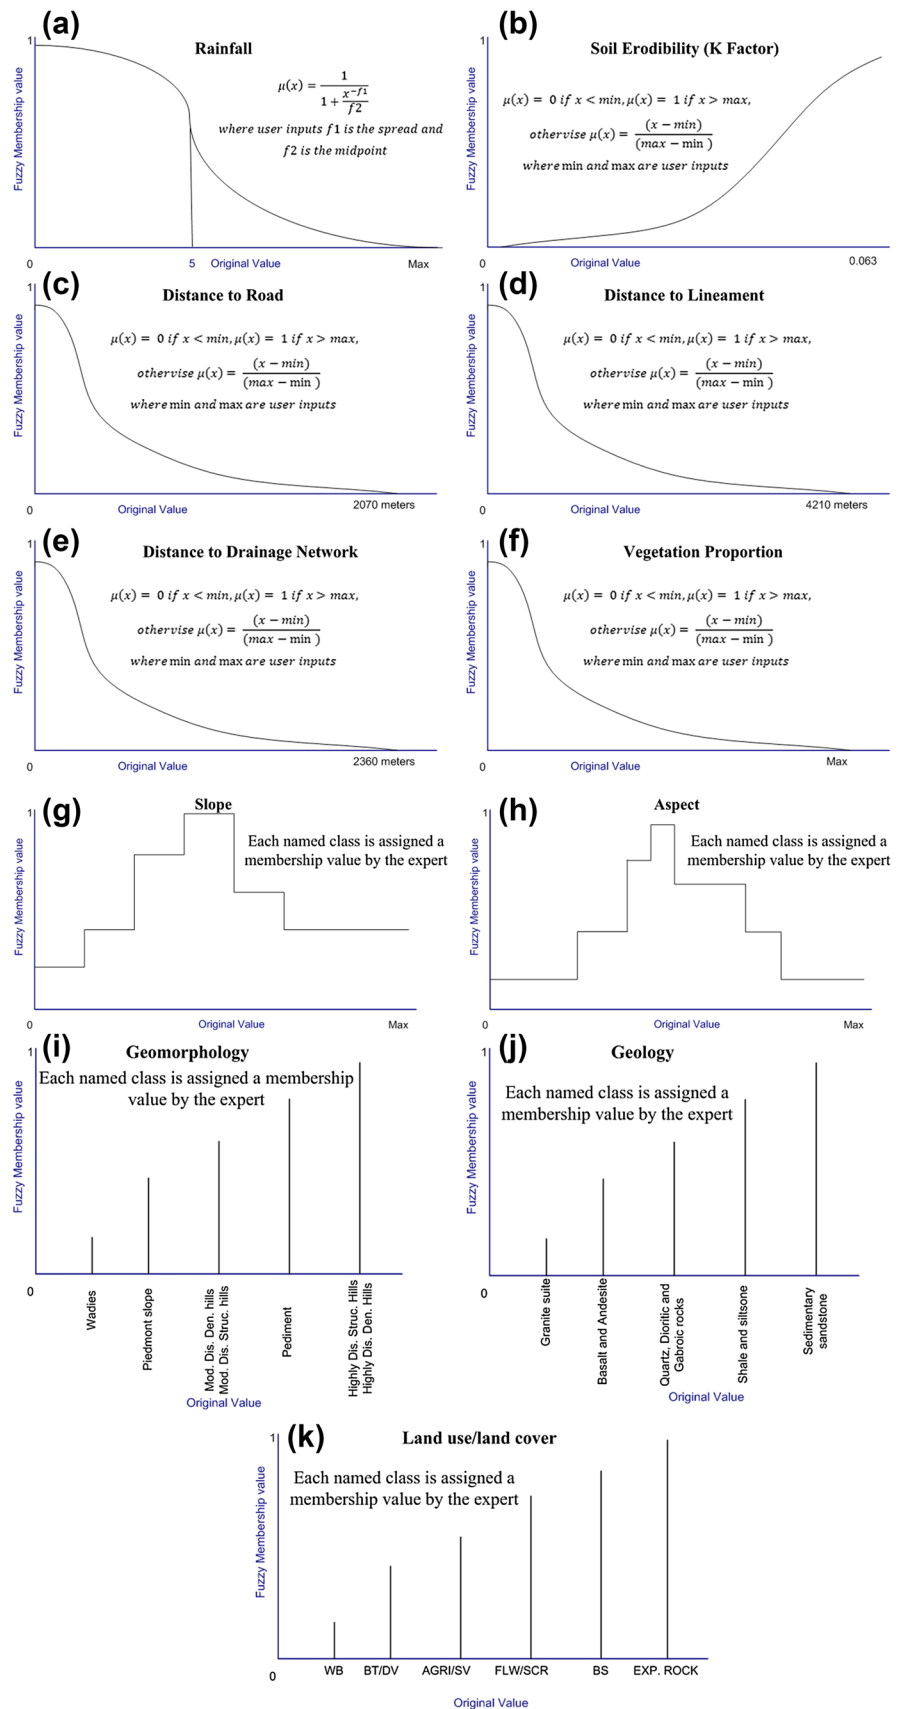 (a)
Rainfall
1
Fuzzy Membership value
μ(x) = 1 / 1 + x^−f1 / f2
where user inputs f1 is the spread and
f2 is the midpoint
0
5
Original Value
Max
(b)
Soil Erodibility (K Factor)
1
Fuzzy Membership value
μ(x) = 0 if x < min, μ(x) = 1 if x > max,
othervise μ(x) = (x − min) / (max − min )
where min and max are user inputs
0
Original Value
0.063
(c)
Distance to Road
1
Fuzzy Membership value
μ(x) = 0 if x < min, μ(x) = 1 if x > max,
othervise μ(x) = (x − min) / (max − min )
where min and max are user inputs
0
Original Value
2070 meters
(d)
Distance to Lineament
1
Fuzzy Membership value
μ(x) = 0 if x < min, μ(x) = 1 if x > max,
othervise μ(x) = (x − min) / (max − min )
where min and max are user inputs
0
Original Value
4210 meters
(e)
Distance to Drainage Network
1
Fuzzy Membership value
μ(x) = 0 if x < min, μ(x) = 1 if x > max,
othervise μ(x) = (x − min) / (max − min )
where min and max are user inputs
0
Original Value
2360 meters
(f)
Vegetation Proportion
1
Fuzzy Membership value
μ(x) = 0 if x < min, μ(x) = 1 if x > max,
othervise μ(x) = (x − min) / (max − min )
where min and max are user inputs
0
Original Value
Max
(g)
Slope
1
Fuzzy Membership value
Each named class is assigned a
membership value by the expert
0
Original Value
Max
(h)
Aspect
1
Fuzzy Membership value
Each named class is assigned a
membership value by the expert
0
Original Value
Max
(i)
Geomorphology
1
Fuzzy Membership value
Each named class is assigned a membership
value by the expert
0
Wadies
Piedmont slope
Mod. Dis. Den. hills
Mod. Dis. Struc. hills
Pediment
Highly Dis. Struc. Hills
Highly Dis. Den. Hills
Original Value
(j)
Geology
1
Fuzzy Membership value
Each named class is assigned a
membership value by the expert
0
Granite suite
Basalt and Andesite
Quartz, Dioritic and
Gabroic rocks
Shale and siltsone
Sedimentary
sandstone
Original Value
(k)
Land use/land cover
1
Fuzzy Membership value
Each named class is assigned a
membership value by the expert
0
WB
BT/DV
AGRI/SV
FLW/SCR
BS
EXP. ROCK
Original Value